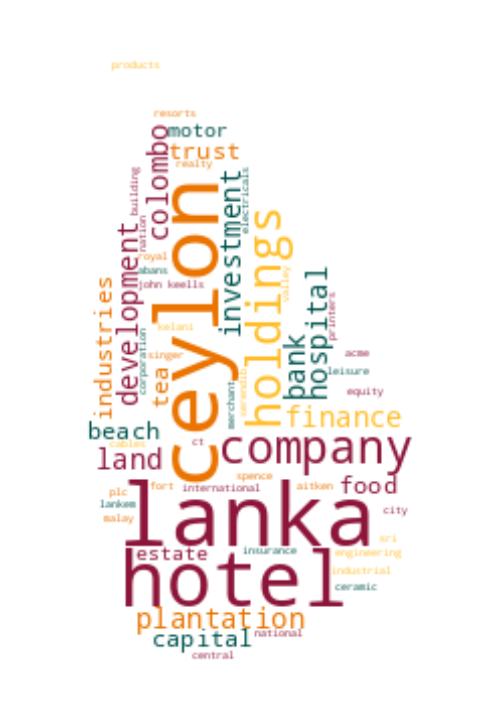 products
resorts
motor
colombo
trust
realty
building
electricals
investment
ceylon
nation
holdings
development
royal
abans
john keells
valley
hospital
industries
printers
kelani
corporation
singer
acme
bank
leisure
tea
merchant
serendib
equity
finance
beach
ct
company
cables
land
spence
fort
international
aitken
food
plc
lanka
lankem
city
malay
sri
estate
insurance
engineering
hotel
industrial
ceramic
plantation
capital
national
central